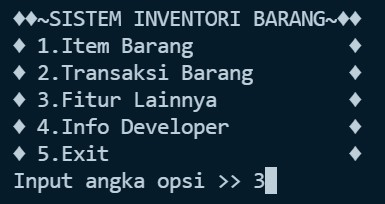 ♦♦~SISTEM INVENTORI BARANG~♦♦
♦ 1.Item Barang ♦
♦ 2.Transaksi Barang ♦
♦ 3.Fitur Lainnya ♦
♦ 4.Info Developer ♦
♦ 5.Exit ♦
Input angka opsi >> 3